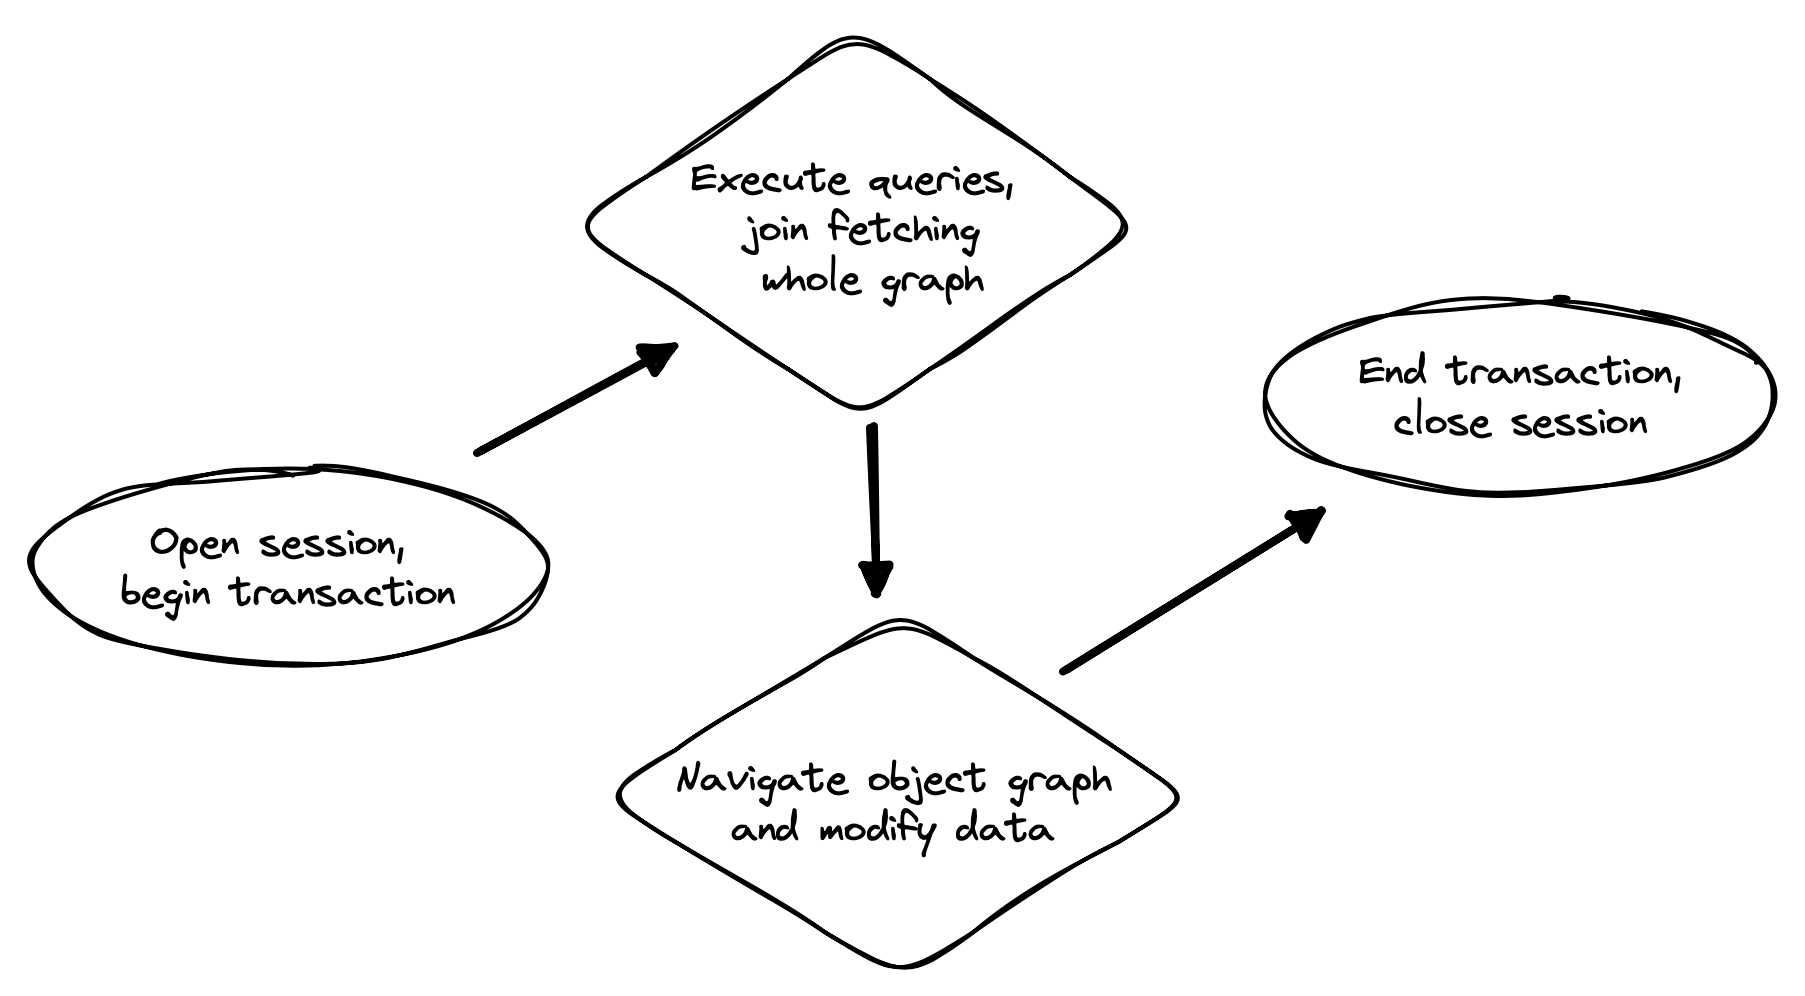 Execute queries,
join fetching
whole graph
End transaction,
close session
Open session,
begin transaction
Navigate object graph
and modify data